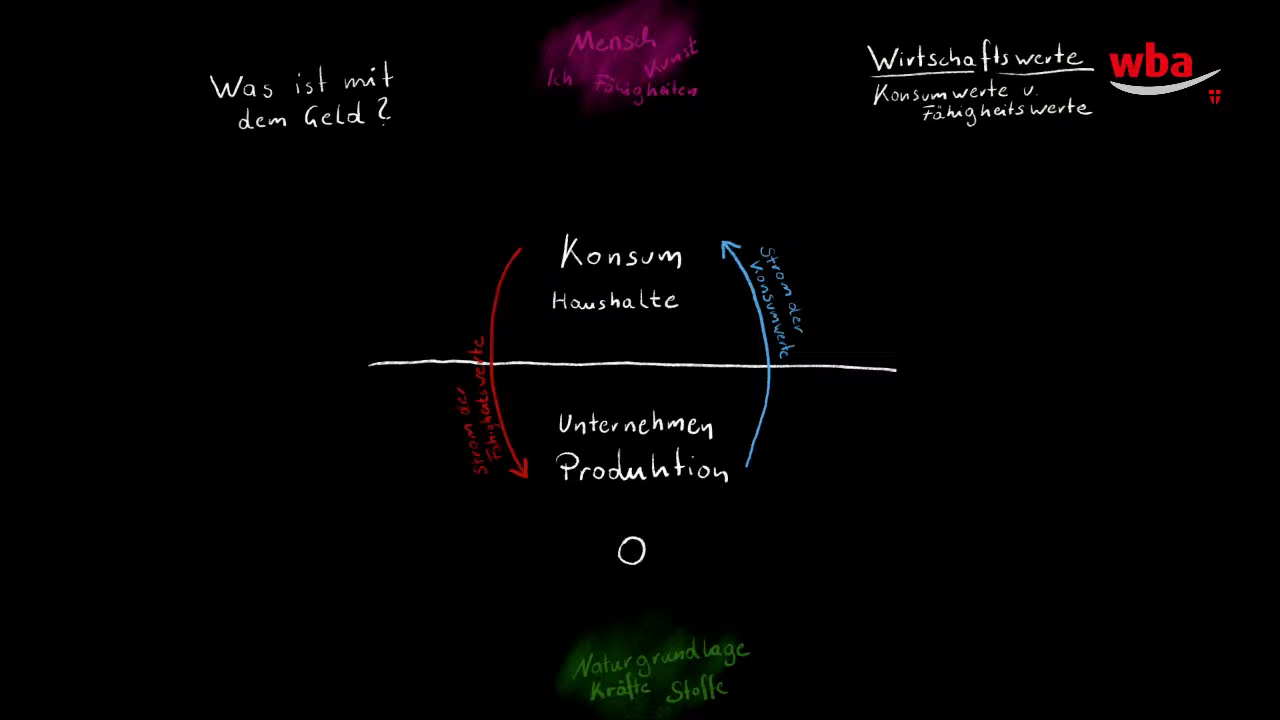 Was ist mit
dem Geld?
Mensch
Ich Fähigkeiten Kunst
Wirtschaftswerte
Konsumwerte u.
Fähigkeitswerte
wba
Konsum
Haushalte
Strom der
Konsumwerte
Strom der
Fähigkeitswerte
Unternehmen
Produktion
Naturgrundlage
Kräfte Stoffe